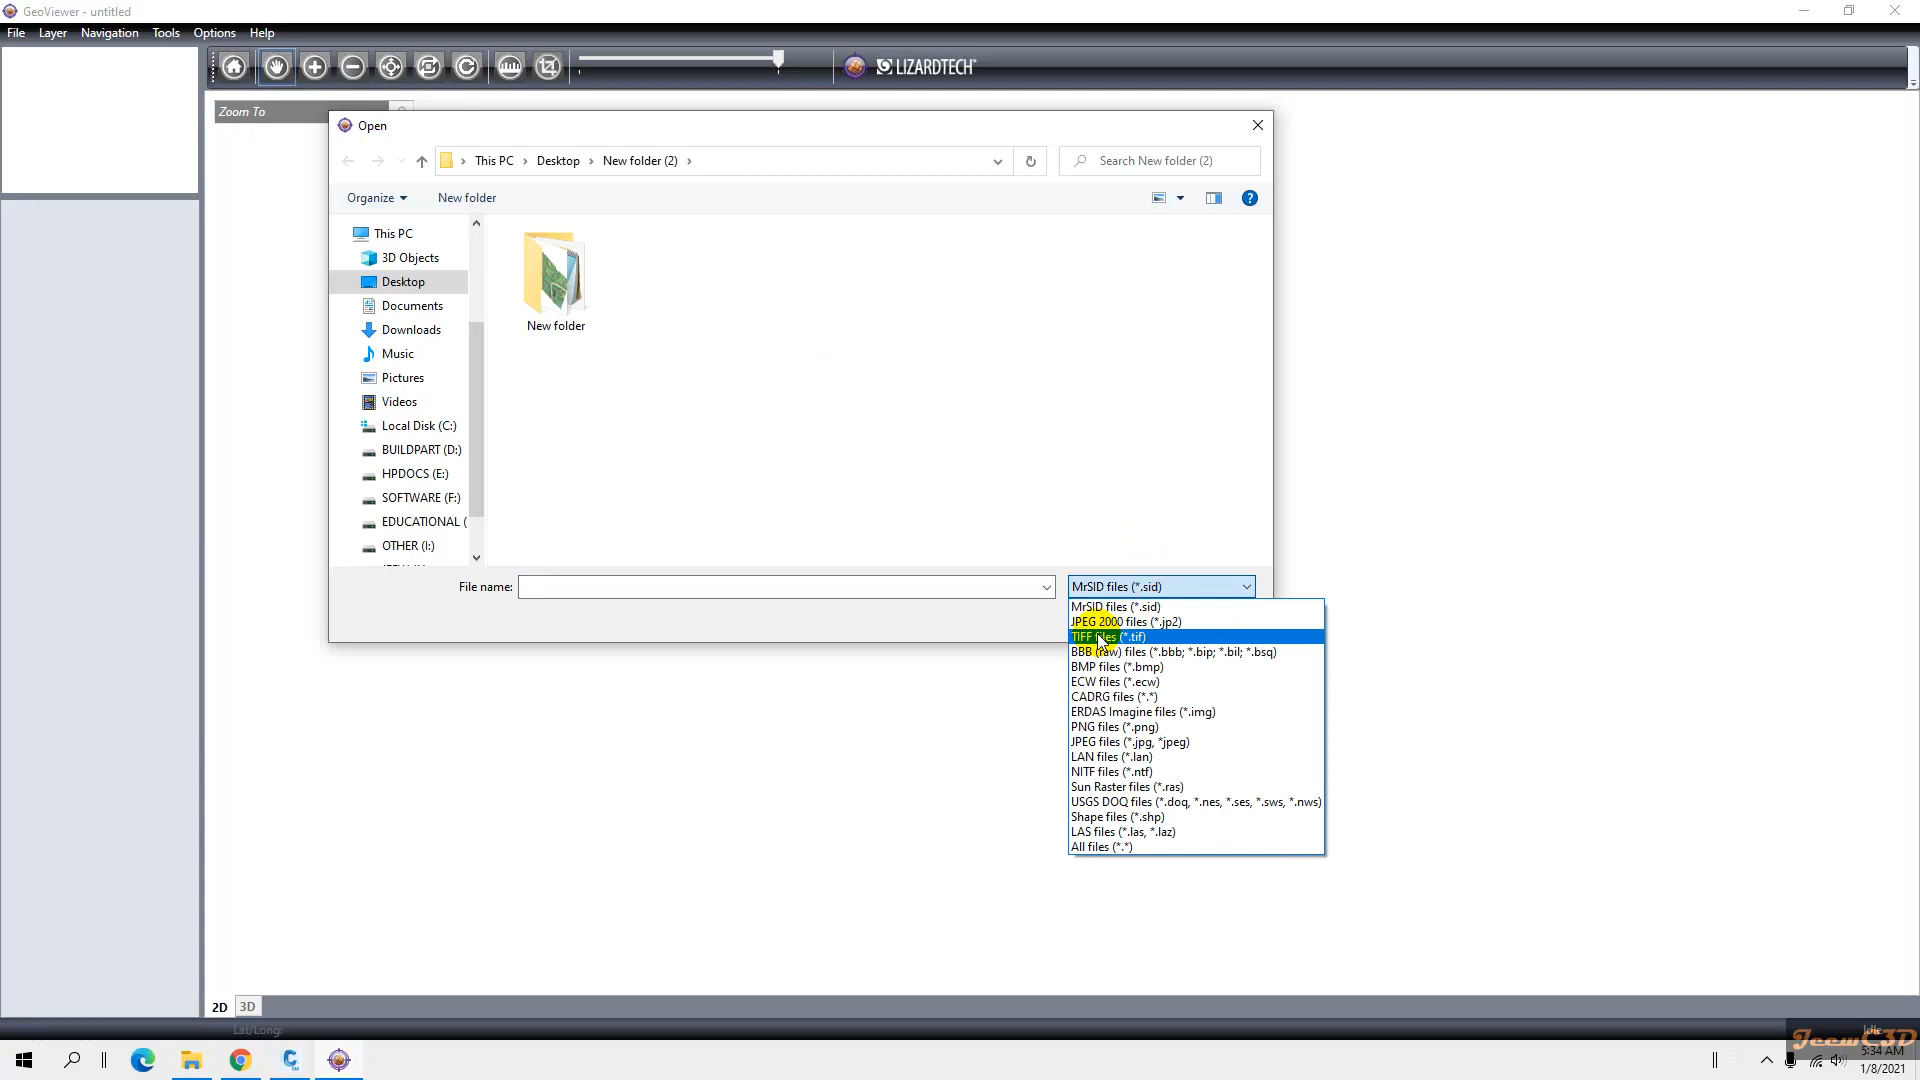 GeoViewer - untitled
File Layer Navigation Tools Options Help
LIZARDTECH
Zoom To
Open
This PC > Desktop > New folder (2) >
Search New folder (2)
Organize
New folder
This PC
3D Objects
Desktop
Documents
Downloads
Music
Pictures
Videos
Local Disk (C:)
BUILDPART (D:)
HPDOCS (E:)
SOFTWARE (F:)
EDUCATIONAL (
OTHER (I:)
New folder
File name:
MrSID files (*.sid)
MrSID files (*.sid)
JPEG 2000 files (*.jp2)
TIFF files (*.tif)
BBB (raw) files (*.bbb; *.bip; *.bil; *.bsq)
BMP files (*.bmp)
ECW files (*.ecw)
CADRG files (*.*)
ERDAS Imagine files (*.img)
PNG files (*.png)
JPEG files (*.jpg, *jpeg)
LAN files (*.lan)
NITF files (*.ntf)
Sun Raster files (*.ras)
USGS DOQ files (*.doq, *.nes, *.ses, *.sws, *.nws)
Shape files (*.shp)
LAS files (*.las, *.laz)
All files (*.*)
2D 3D
Lat/Long:
Idle
JeewC3D
5:34 AM
1/8/2021